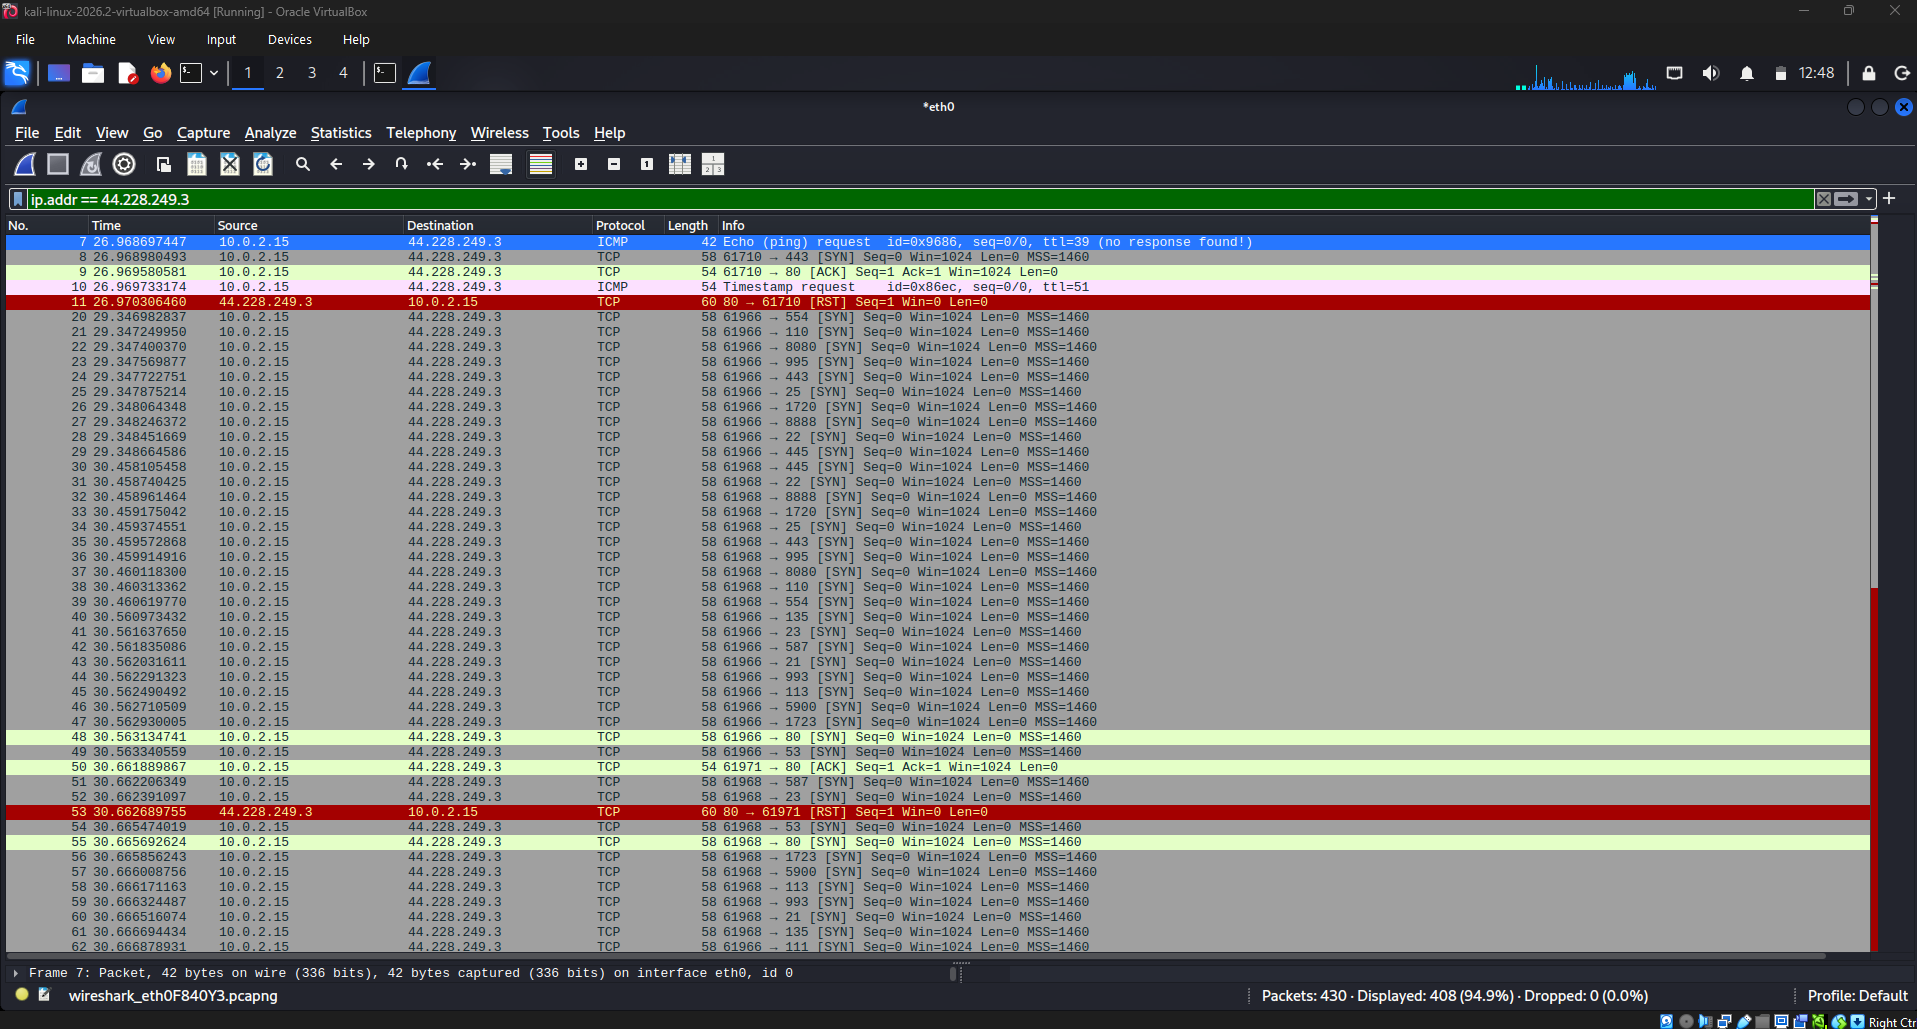 kali-linux-2026.2-virtualbox-amd64 [Running] - Oracle VirtualBox
File Machine View Input Devices Help
1 2 3 4 12:48
*eth0
File Edit View Go Capture Analyze Statistics Telephony Wireless Tools Help
ip.addr == 44.228.249.3
No. Time Source Destination Protocol Length Info
7 26.968697447 10.0.2.15 44.228.249.3 ICMP 42 Echo (ping) request id=0x9686, seq=0/0, ttl=39 (no response found!)
8 26.968980493 10.0.2.15 44.228.249.3 TCP 58 61710 → 443 [SYN] Seq=0 Win=1024 Len=0 MSS=1460
9 26.969580581 10.0.2.15 44.228.249.3 TCP 54 61710 → 80 [ACK] Seq=1 Ack=1 Win=1024 Len=0
10 26.969733174 10.0.2.15 44.228.249.3 ICMP 54 Timestamp request id=0x86ec, seq=0/0, ttl=51
11 26.970306460 44.228.249.3 10.0.2.15 TCP 60 80 → 61710 [RST] Seq=1 Win=0 Len=0
20 29.346982837 10.0.2.15 44.228.249.3 TCP 58 61966 → 554 [SYN] Seq=0 Win=1024 Len=0 MSS=1460
21 29.347249950 10.0.2.15 44.228.249.3 TCP 58 61966 → 110 [SYN] Seq=0 Win=1024 Len=0 MSS=1460
22 29.347400370 10.0.2.15 44.228.249.3 TCP 58 61966 → 8080 [SYN] Seq=0 Win=1024 Len=0 MSS=1460
23 29.347569877 10.0.2.15 44.228.249.3 TCP 58 61966 → 995 [SYN] Seq=0 Win=1024 Len=0 MSS=1460
24 29.347722751 10.0.2.15 44.228.249.3 TCP 58 61966 → 443 [SYN] Seq=0 Win=1024 Len=0 MSS=1460
25 29.347875214 10.0.2.15 44.228.249.3 TCP 58 61966 → 25 [SYN] Seq=0 Win=1024 Len=0 MSS=1460
26 29.348064348 10.0.2.15 44.228.249.3 TCP 58 61966 → 1720 [SYN] Seq=0 Win=1024 Len=0 MSS=1460
27 29.348246372 10.0.2.15 44.228.249.3 TCP 58 61966 → 8888 [SYN] Seq=0 Win=1024 Len=0 MSS=1460
28 29.348451669 10.0.2.15 44.228.249.3 TCP 58 61966 → 22 [SYN] Seq=0 Win=1024 Len=0 MSS=1460
29 29.348664586 10.0.2.15 44.228.249.3 TCP 58 61966 → 445 [SYN] Seq=0 Win=1024 Len=0 MSS=1460
30 30.458105458 10.0.2.15 44.228.249.3 TCP 58 61968 → 445 [SYN] Seq=0 Win=1024 Len=0 MSS=1460
31 30.458740425 10.0.2.15 44.228.249.3 TCP 58 61968 → 22 [SYN] Seq=0 Win=1024 Len=0 MSS=1460
32 30.458961464 10.0.2.15 44.228.249.3 TCP 58 61968 → 8888 [SYN] Seq=0 Win=1024 Len=0 MSS=1460
33 30.459175042 10.0.2.15 44.228.249.3 TCP 58 61968 → 1720 [SYN] Seq=0 Win=1024 Len=0 MSS=1460
34 30.459374551 10.0.2.15 44.228.249.3 TCP 58 61968 → 25 [SYN] Seq=0 Win=1024 Len=0 MSS=1460
35 30.459572868 10.0.2.15 44.228.249.3 TCP 58 61968 → 443 [SYN] Seq=0 Win=1024 Len=0 MSS=1460
36 30.459914916 10.0.2.15 44.228.249.3 TCP 58 61968 → 995 [SYN] Seq=0 Win=1024 Len=0 MSS=1460
37 30.460118300 10.0.2.15 44.228.249.3 TCP 58 61968 → 8080 [SYN] Seq=0 Win=1024 Len=0 MSS=1460
38 30.460313362 10.0.2.15 44.228.249.3 TCP 58 61968 → 110 [SYN] Seq=0 Win=1024 Len=0 MSS=1460
39 30.460619770 10.0.2.15 44.228.249.3 TCP 58 61968 → 554 [SYN] Seq=0 Win=1024 Len=0 MSS=1460
40 30.560973432 10.0.2.15 44.228.249.3 TCP 58 61966 → 135 [SYN] Seq=0 Win=1024 Len=0 MSS=1460
41 30.561637650 10.0.2.15 44.228.249.3 TCP 58 61966 → 23 [SYN] Seq=0 Win=1024 Len=0 MSS=1460
42 30.561835086 10.0.2.15 44.228.249.3 TCP 58 61966 → 587 [SYN] Seq=0 Win=1024 Len=0 MSS=1460
43 30.562031611 10.0.2.15 44.228.249.3 TCP 58 61966 → 21 [SYN] Seq=0 Win=1024 Len=0 MSS=1460
44 30.562291323 10.0.2.15 44.228.249.3 TCP 58 61966 → 993 [SYN] Seq=0 Win=1024 Len=0 MSS=1460
45 30.562490492 10.0.2.15 44.228.249.3 TCP 58 61966 → 113 [SYN] Seq=0 Win=1024 Len=0 MSS=1460
46 30.562710509 10.0.2.15 44.228.249.3 TCP 58 61966 → 5900 [SYN] Seq=0 Win=1024 Len=0 MSS=1460
47 30.562930005 10.0.2.15 44.228.249.3 TCP 58 61966 → 1723 [SYN] Seq=0 Win=1024 Len=0 MSS=1460
48 30.563134741 10.0.2.15 44.228.249.3 TCP 58 61966 → 80 [SYN] Seq=0 Win=1024 Len=0 MSS=1460
49 30.563340559 10.0.2.15 44.228.249.3 TCP 58 61966 → 53 [SYN] Seq=0 Win=1024 Len=0 MSS=1460
50 30.661889867 10.0.2.15 44.228.249.3 TCP 54 61971 → 80 [ACK] Seq=1 Ack=1 Win=1024 Len=0
51 30.662206349 10.0.2.15 44.228.249.3 TCP 58 61968 → 587 [SYN] Seq=0 Win=1024 Len=0 MSS=1460
52 30.662391097 10.0.2.15 44.228.249.3 TCP 58 61968 → 23 [SYN] Seq=0 Win=1024 Len=0 MSS=1460
53 30.662689755 44.228.249.3 10.0.2.15 TCP 60 80 → 61971 [RST] Seq=1 Win=0 Len=0
54 30.665474019 10.0.2.15 44.228.249.3 TCP 58 61968 → 53 [SYN] Seq=0 Win=1024 Len=0 MSS=1460
55 30.665692624 10.0.2.15 44.228.249.3 TCP 58 61968 → 80 [SYN] Seq=0 Win=1024 Len=0 MSS=1460
56 30.665856243 10.0.2.15 44.228.249.3 TCP 58 61968 → 1723 [SYN] Seq=0 Win=1024 Len=0 MSS=1460
57 30.666008756 10.0.2.15 44.228.249.3 TCP 58 61968 → 5900 [SYN] Seq=0 Win=1024 Len=0 MSS=1460
58 30.666171163 10.0.2.15 44.228.249.3 TCP 58 61968 → 113 [SYN] Seq=0 Win=1024 Len=0 MSS=1460
59 30.666324487 10.0.2.15 44.228.249.3 TCP 58 61968 → 993 [SYN] Seq=0 Win=1024 Len=0 MSS=1460
60 30.666516074 10.0.2.15 44.228.249.3 TCP 58 61968 → 21 [SYN] Seq=0 Win=1024 Len=0 MSS=1460
61 30.666694434 10.0.2.15 44.228.249.3 TCP 58 61968 → 135 [SYN] Seq=0 Win=1024 Len=0 MSS=1460
62 30.666878931 10.0.2.15 44.228.249.3 TCP 58 61966 → 111 [SYN] Seq=0 Win=1024 Len=0 MSS=1460
Frame 7: Packet, 42 bytes on wire (336 bits), 42 bytes captured (336 bits) on interface eth0, id 0
wireshark_eth0F840Y3.pcapng Packets: 430 · Displayed: 408 (94.9%) · Dropped: 0 (0.0%) Profile: Default
Right Ctr